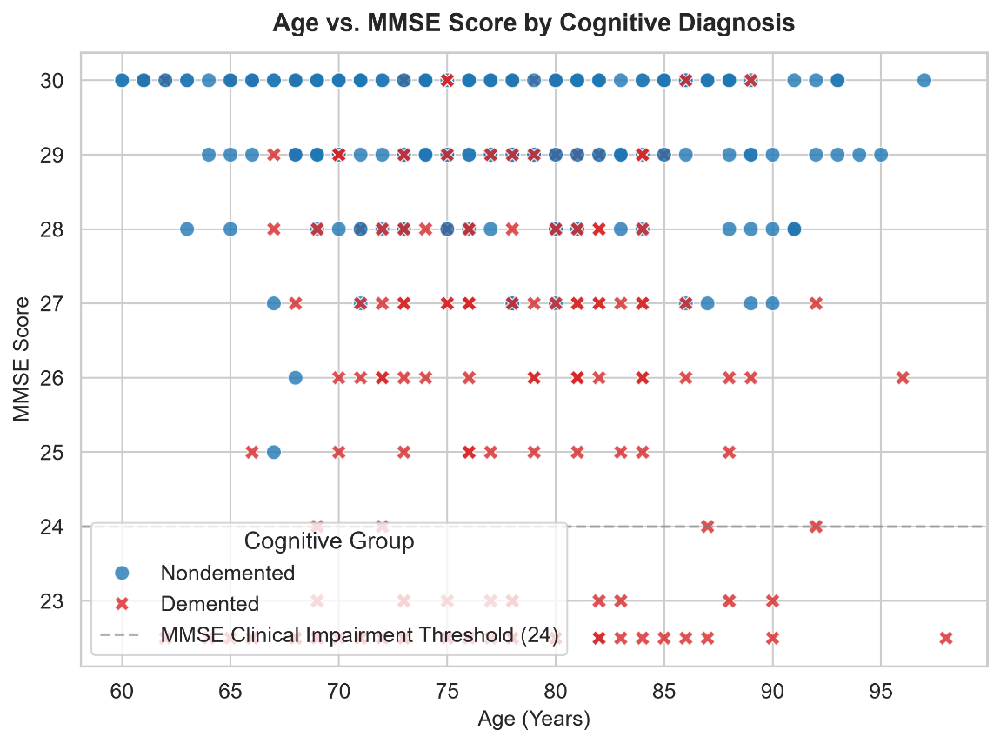 Age vs. MMSE Score by Cognitive Diagnosis
MMSE Score
30
29
28
27
26
25
24
23
Cognitive Group
Nondemented
Demented
MMSE Clinical Impairment Threshold (24)
60 65 70 75 80 85 90 95
Age (Years)